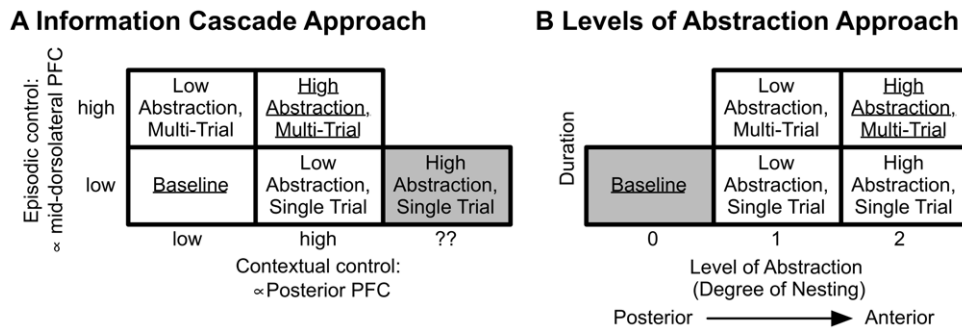 A Information Cascade Approach
Episodic control:
∝ mid-dorsolateral PFC
high
low
Low
Abstraction,
Multi-Trial
High
Abstraction,
Multi-Trial
Baseline
Low
Abstraction,
Single Trial
High
Abstraction,
Single Trial
low
high
??
Contextual control:
∝Posterior PFC
B Levels of Abstraction Approach
Duration
Low
Abstraction,
Multi-Trial
High
Abstraction,
Multi-Trial
Baseline
Low
Abstraction,
Single Trial
High
Abstraction,
Single Trial
0
1
2
Level of Abstraction
(Degree of Nesting)
Posterior
Anterior